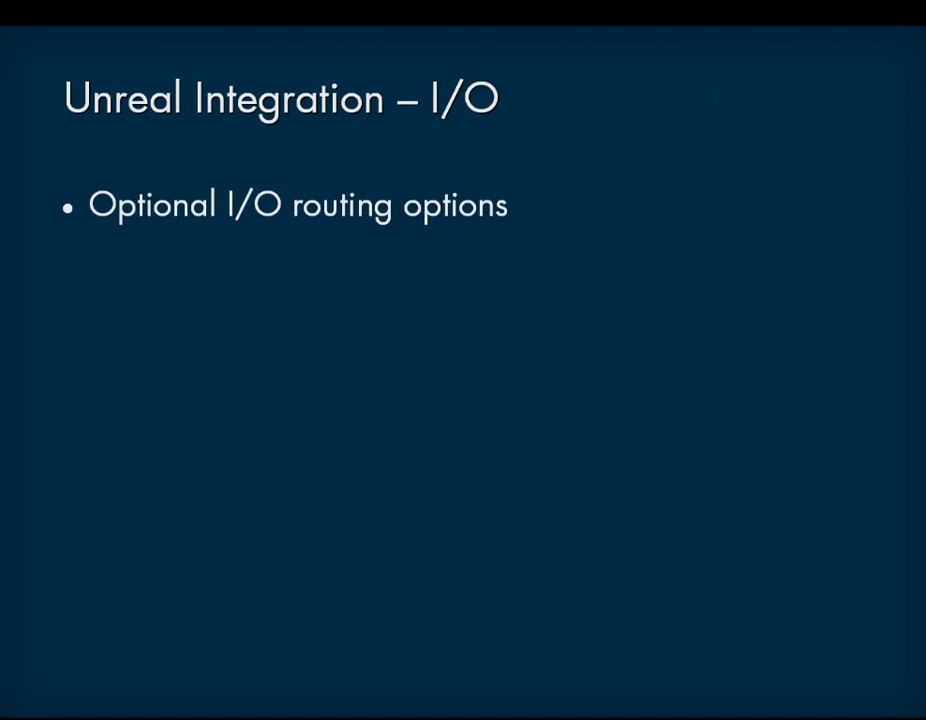 Unreal Integration – I/O
• Optional I/O routing options